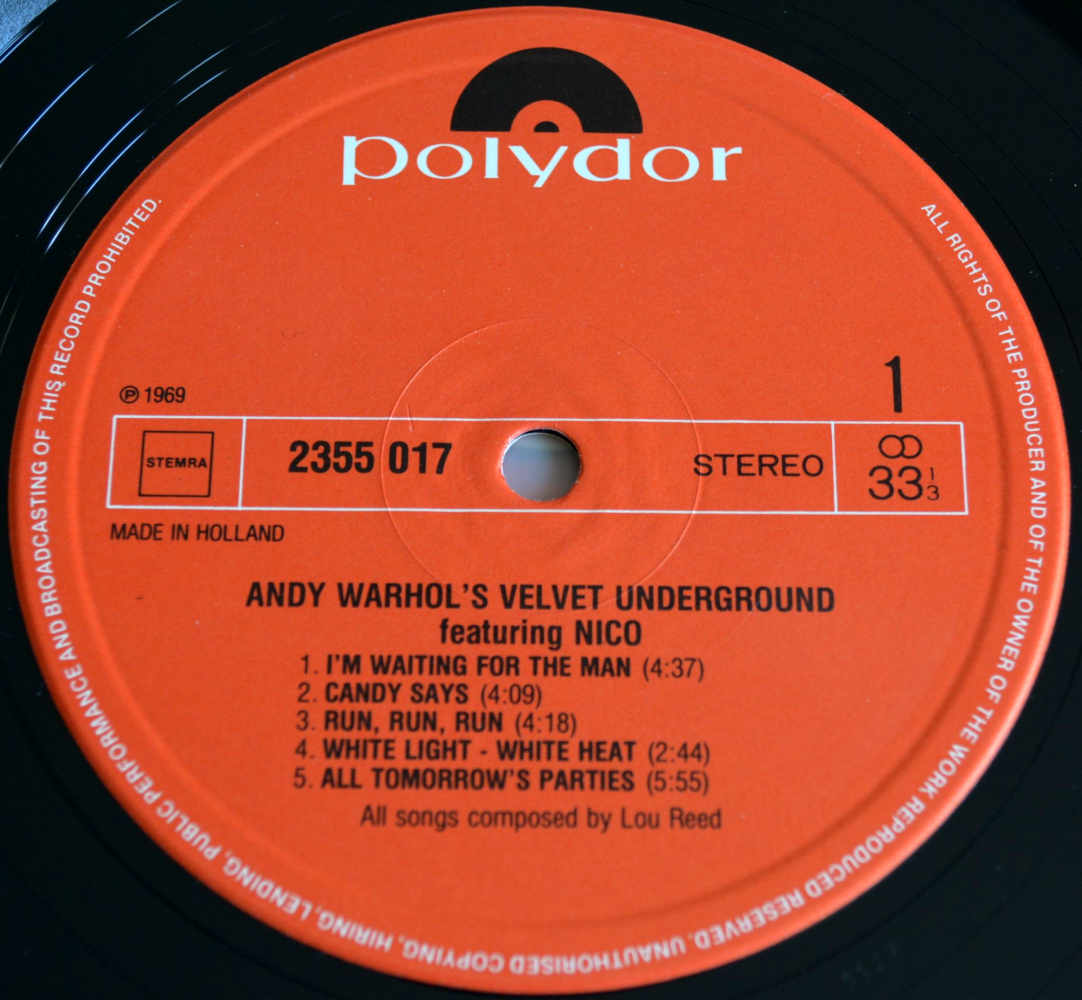 polydor
ALL RIGHTS OF THE PRODUCER AND OF THE OWNER OF THE WORK REPRODUCED RESERVED. UNAUTHORISED COPYING, HIRING, LENDING, PUBLIC PERFORMANCE AND BROADCASTING OF THIS RECORD PROHIBITED.
1
℗ 1969
STEMRA
2355 017
STEREO
33 1/3
MADE IN HOLLAND
ANDY WARHOL'S VELVET UNDERGROUND
featuring NICO
1. I'M WAITING FOR THE MAN (4:37)
2. CANDY SAYS (4:09)
3. RUN, RUN, RUN (4:18)
4. WHITE LIGHT - WHITE HEAT (2:44)
5. ALL TOMORROW'S PARTIES (5:55)
All songs composed by Lou Reed